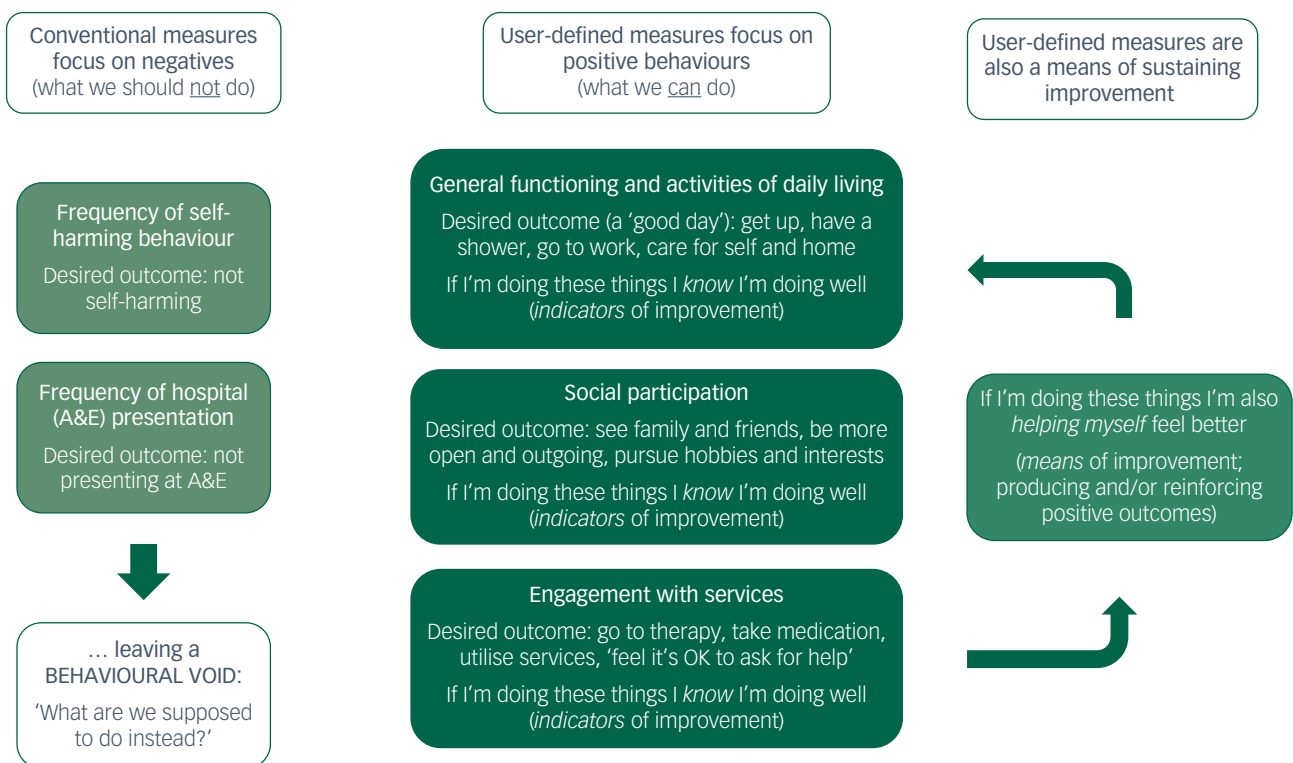 Conventional measures
focus on negatives
(what we should not do)
User-defined measures focus on
positive behaviours
(what we can do)
User-defined measures are
also a means of sustaining
improvement
Frequency of self-
harming behaviour
Desired outcome: not
self-harming
Frequency of hospital
(A&E) presentation
Desired outcome: not
presenting at A&E
… leaving a
BEHAVIOURAL VOID:
‘What are we supposed
to do instead?’
General functioning and activities of daily living
Desired outcome (a ‘good day’): get up, have a
shower, go to work, care for self and home
If I’m doing these things I know I’m doing well
(indicators of improvement)
Social participation
Desired outcome: see family and friends, be more
open and outgoing, pursue hobbies and interests
If I’m doing these things I know I’m doing well
(indicators of improvement)
Engagement with services
Desired outcome: go to therapy, take medication,
utilise services, ‘feel it's OK to ask for help’
If I’m doing these things I know I’m doing well
(indicators of improvement)
If I’m doing these things I’m also
helping myself feel better
(means of improvement;
producing and/or reinforcing
positive outcomes)